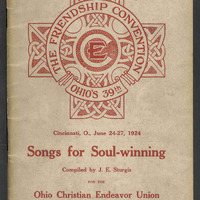 THE FRIENDSHIP CONVENTION
CE
OHIO'S 39th
Cincinnati, O., June 24-27, 1924
Songs for Soul-winning
Compiled by J. E. Sturgis
FOR THE
Ohio Christian Endeavor Union